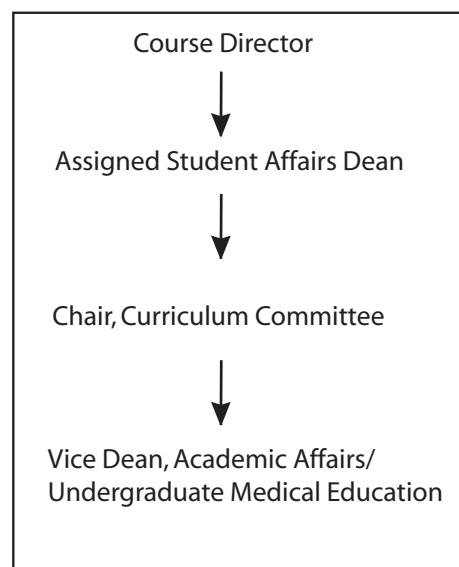 Course Director
Assigned Student Affairs Dean
Chair, Curriculum Committee
Vice Dean, Academic Affairs/
Undergraduate Medical Education